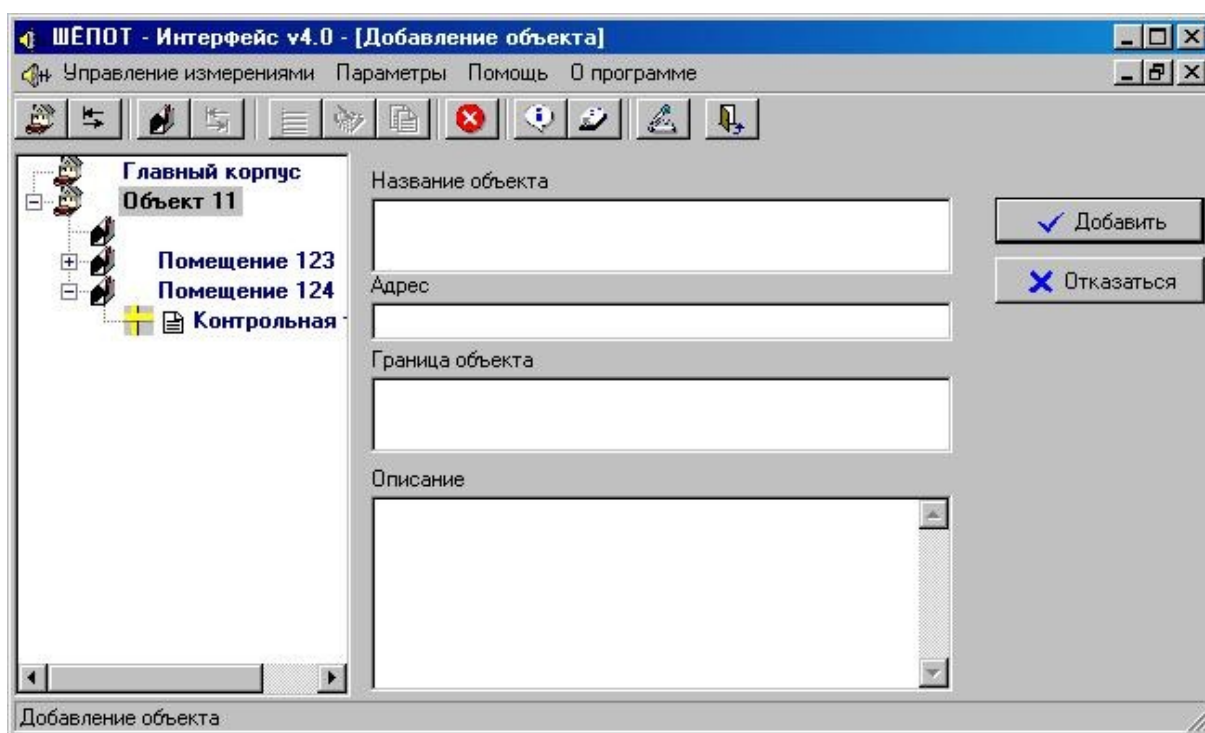 ШЁПОТ - Интерфейс v4.0 - [Добавление объекта]
Управление измерениями Параметры Помощь О программе
Главный корпус
Объект 11
Помещение 123
Помещение 124
Контрольная
Название объекта
Адрес
Граница объекта
Описание
Добавить
Отказаться
Добавление объекта